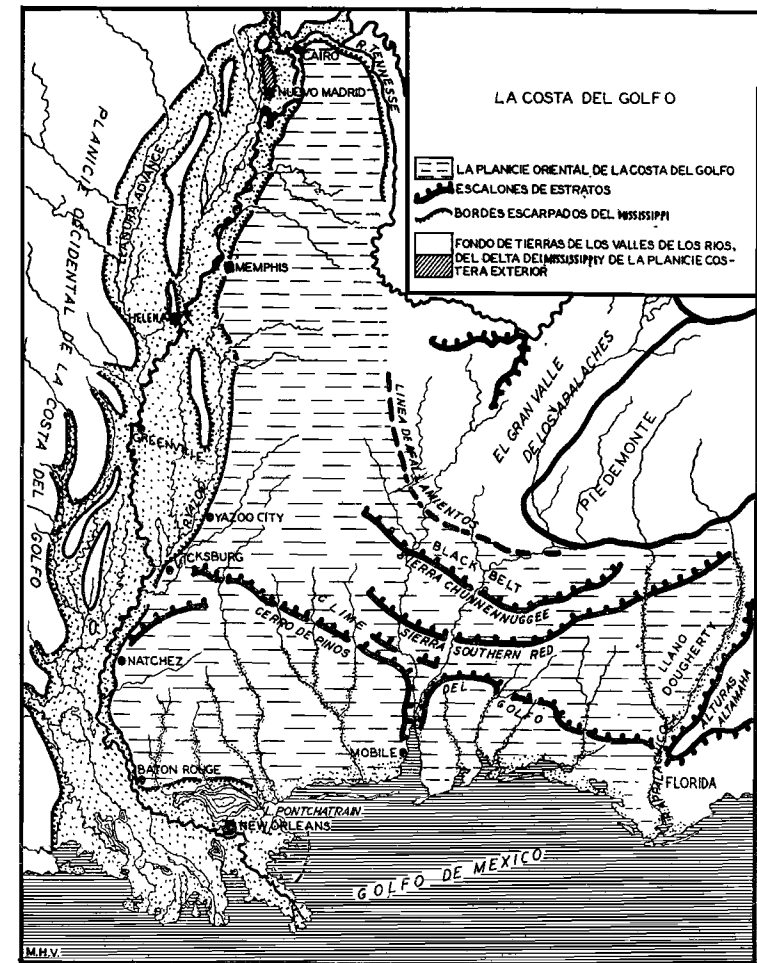 LA COSTA DEL GOLFO
LA PLANICIE ORIENTAL DE LA COSTA DEL GOLFO
ESCALONES DE ESTRATOS
BORDES ESCARPADOS DEL MISSISSIPPI
FONDO DE TIERRAS DE LOS VALLES DE LOS RIOS,
DEL DELTA DEL MISSISSIPPI Y DE LA PLANICIE COS-
TERA EXTERIOR
CAIRO
R. TENNESSE
NUEVO MADRID
PLANICIE OCCIDENTAL DE LA COSTA DEL GOLFO
LLANURA ADVANCE
MEMPHIS
HELENA
EL GRAN VALLE
DE LOS APALACHES
PIEDEMONTE
GREENVILLE
R. YAZOO
YAZOO CITY
VICKSBURG
BLACK BELT
SIERRA CHUNNENNUGGEE
GLIME
CERRO DE PINOS
SIERRA SOUTHERN RED
DEL
GOLFO
LLANO
DOUGHERTY
ALTURAS
ALTAMAHA
NATCHEZ
MOBILE
FLORIDA
BATON ROUGE
L. PONTCHATRAIN
NEW ORLEANS
GOLFO DE MEXICO
M.H.V.